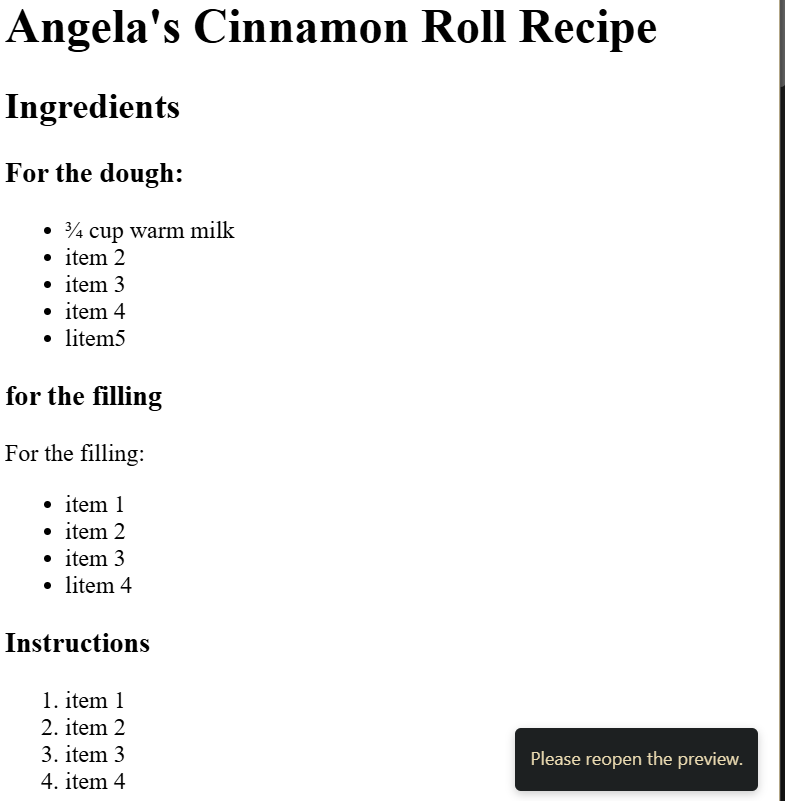 Angela's Cinnamon Roll Recipe
Ingredients
For the dough:
• ¾ cup warm milk
• item 2
• item 3
• item 4
• litem5
for the filling
For the filling:
• item 1
• item 2
• item 3
• litem 4
Instructions
1. item 1
2. item 2
3. item 3
4. item 4
Please reopen the preview.